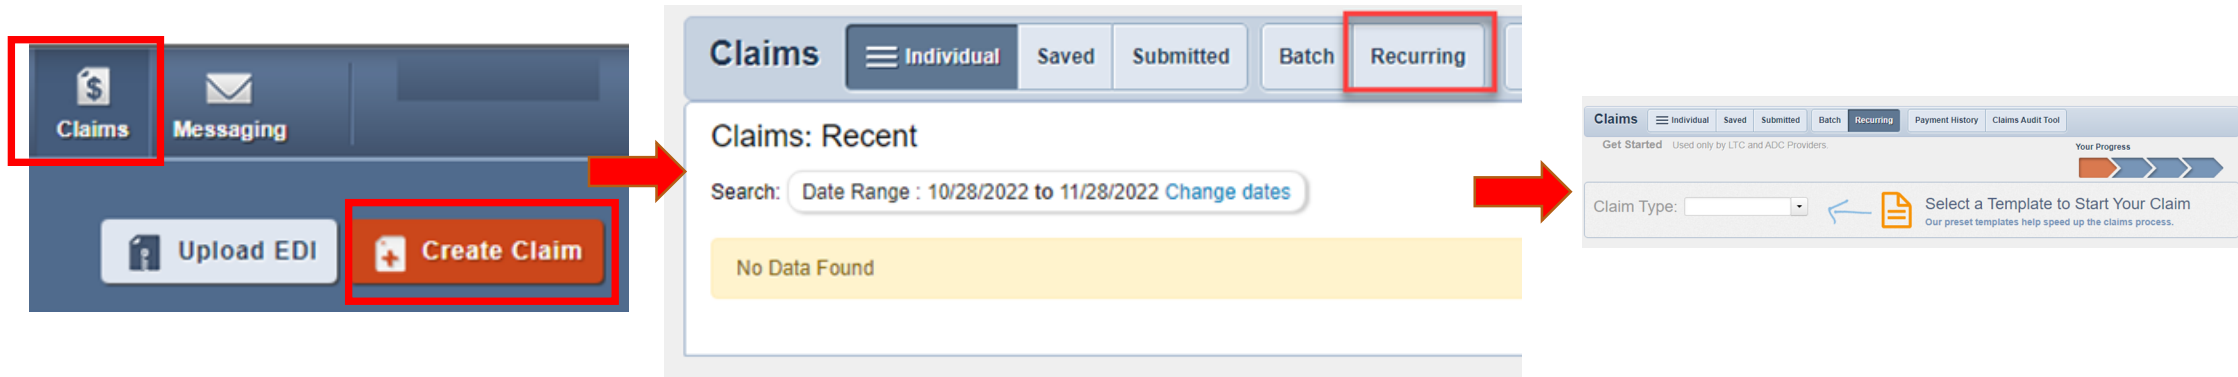 Claims
Messaging
Upload EDI
Create Claim
Claims Individual Saved Submitted Batch Recurring
Claims: Recent
Search: Date Range : 10/28/2022 to 11/28/2022 Change dates
No Data Found
Claims Individual Saved Submitted Batch Recurring Payment History Claims Audit Tool
Get Started Used only by LTC and ADC Providers.
Your Progress
Claim Type:
Select a Template to Start Your Claim
Our preset templates help speed up the claims process.